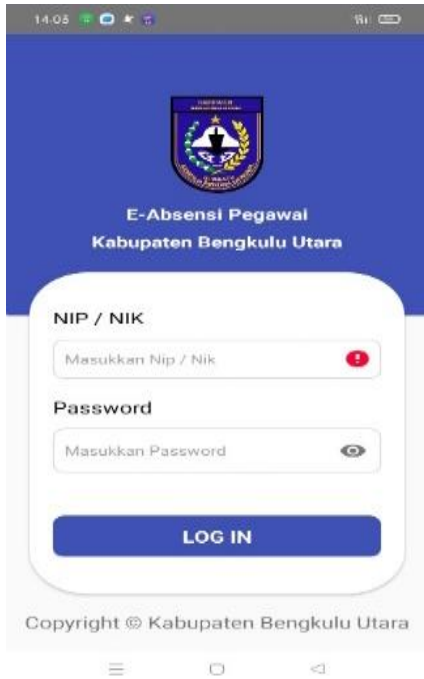 14.08
E-Absensi Pegawai
Kabupaten Bengkulu Utara
NIP / NIK
Masukkan Nip / Nik
Password
Masukkan Password
LOG IN
Copyright © Kabupaten Bengkulu Utara